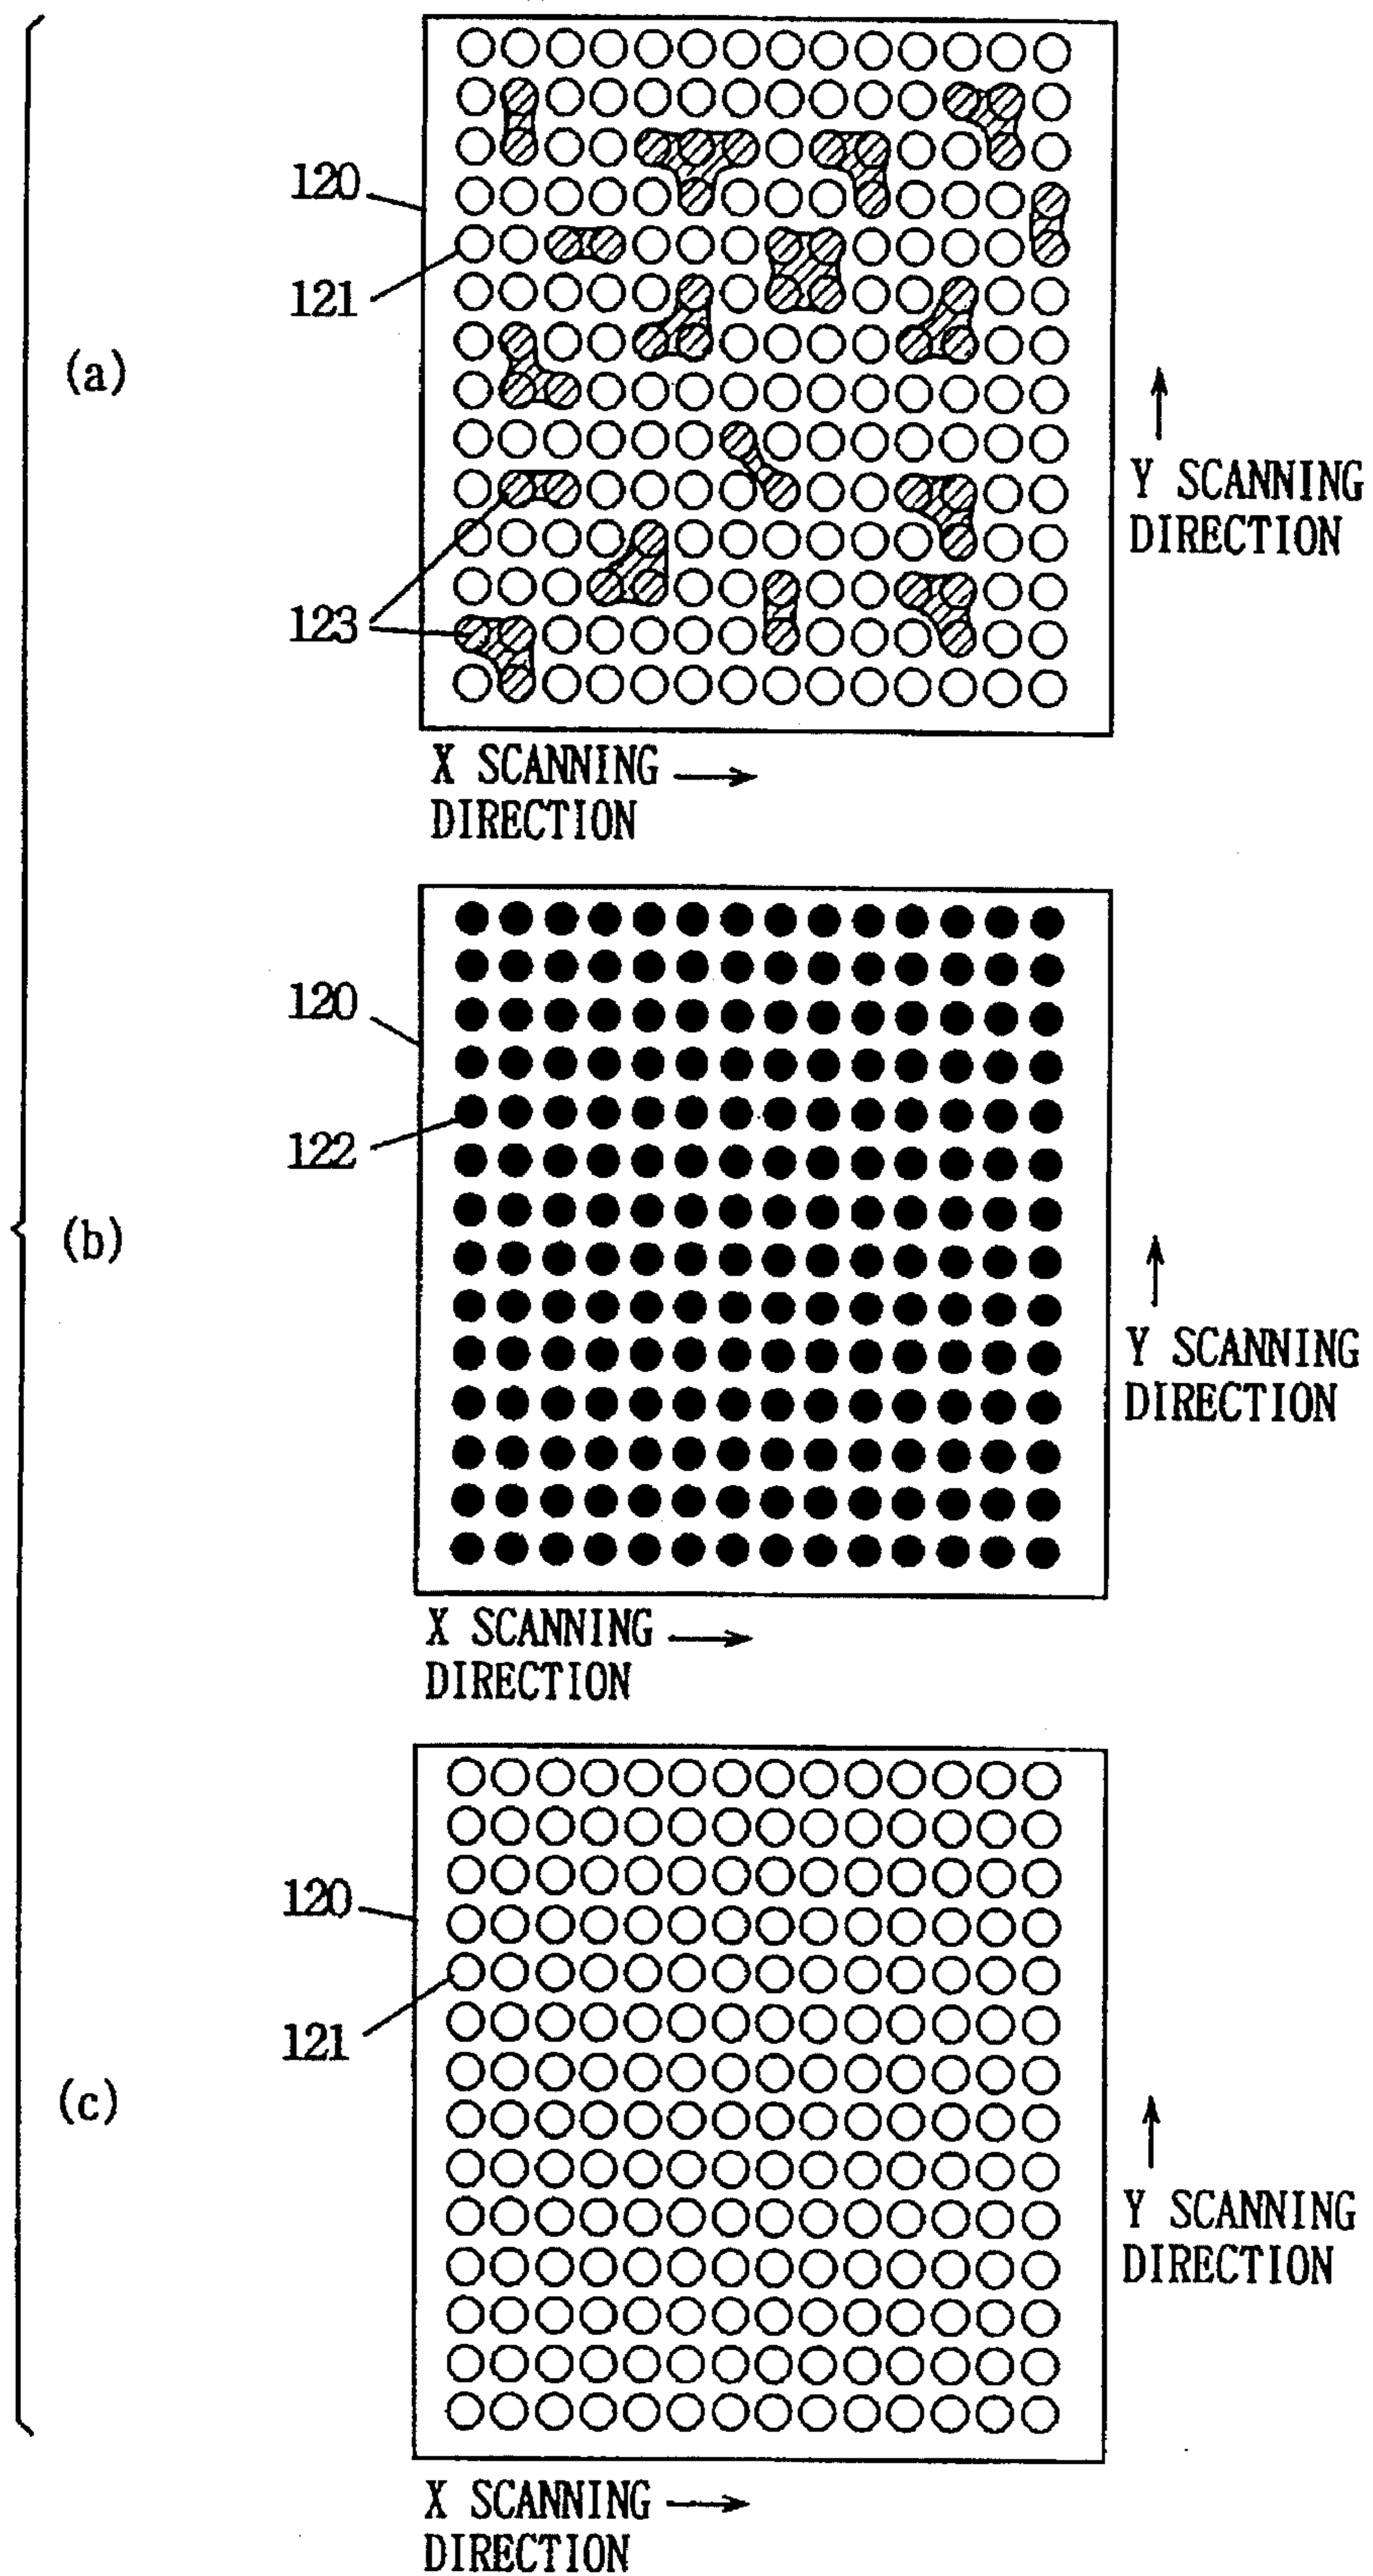 (a)
120
121
123
Y SCANNING
DIRECTION
X SCANNING
DIRECTION
(b)
120
122
Y SCANNING
DIRECTION
X SCANNING
DIRECTION
(c)
120
121
Y SCANNING
DIRECTION
X SCANNING
DIRECTION